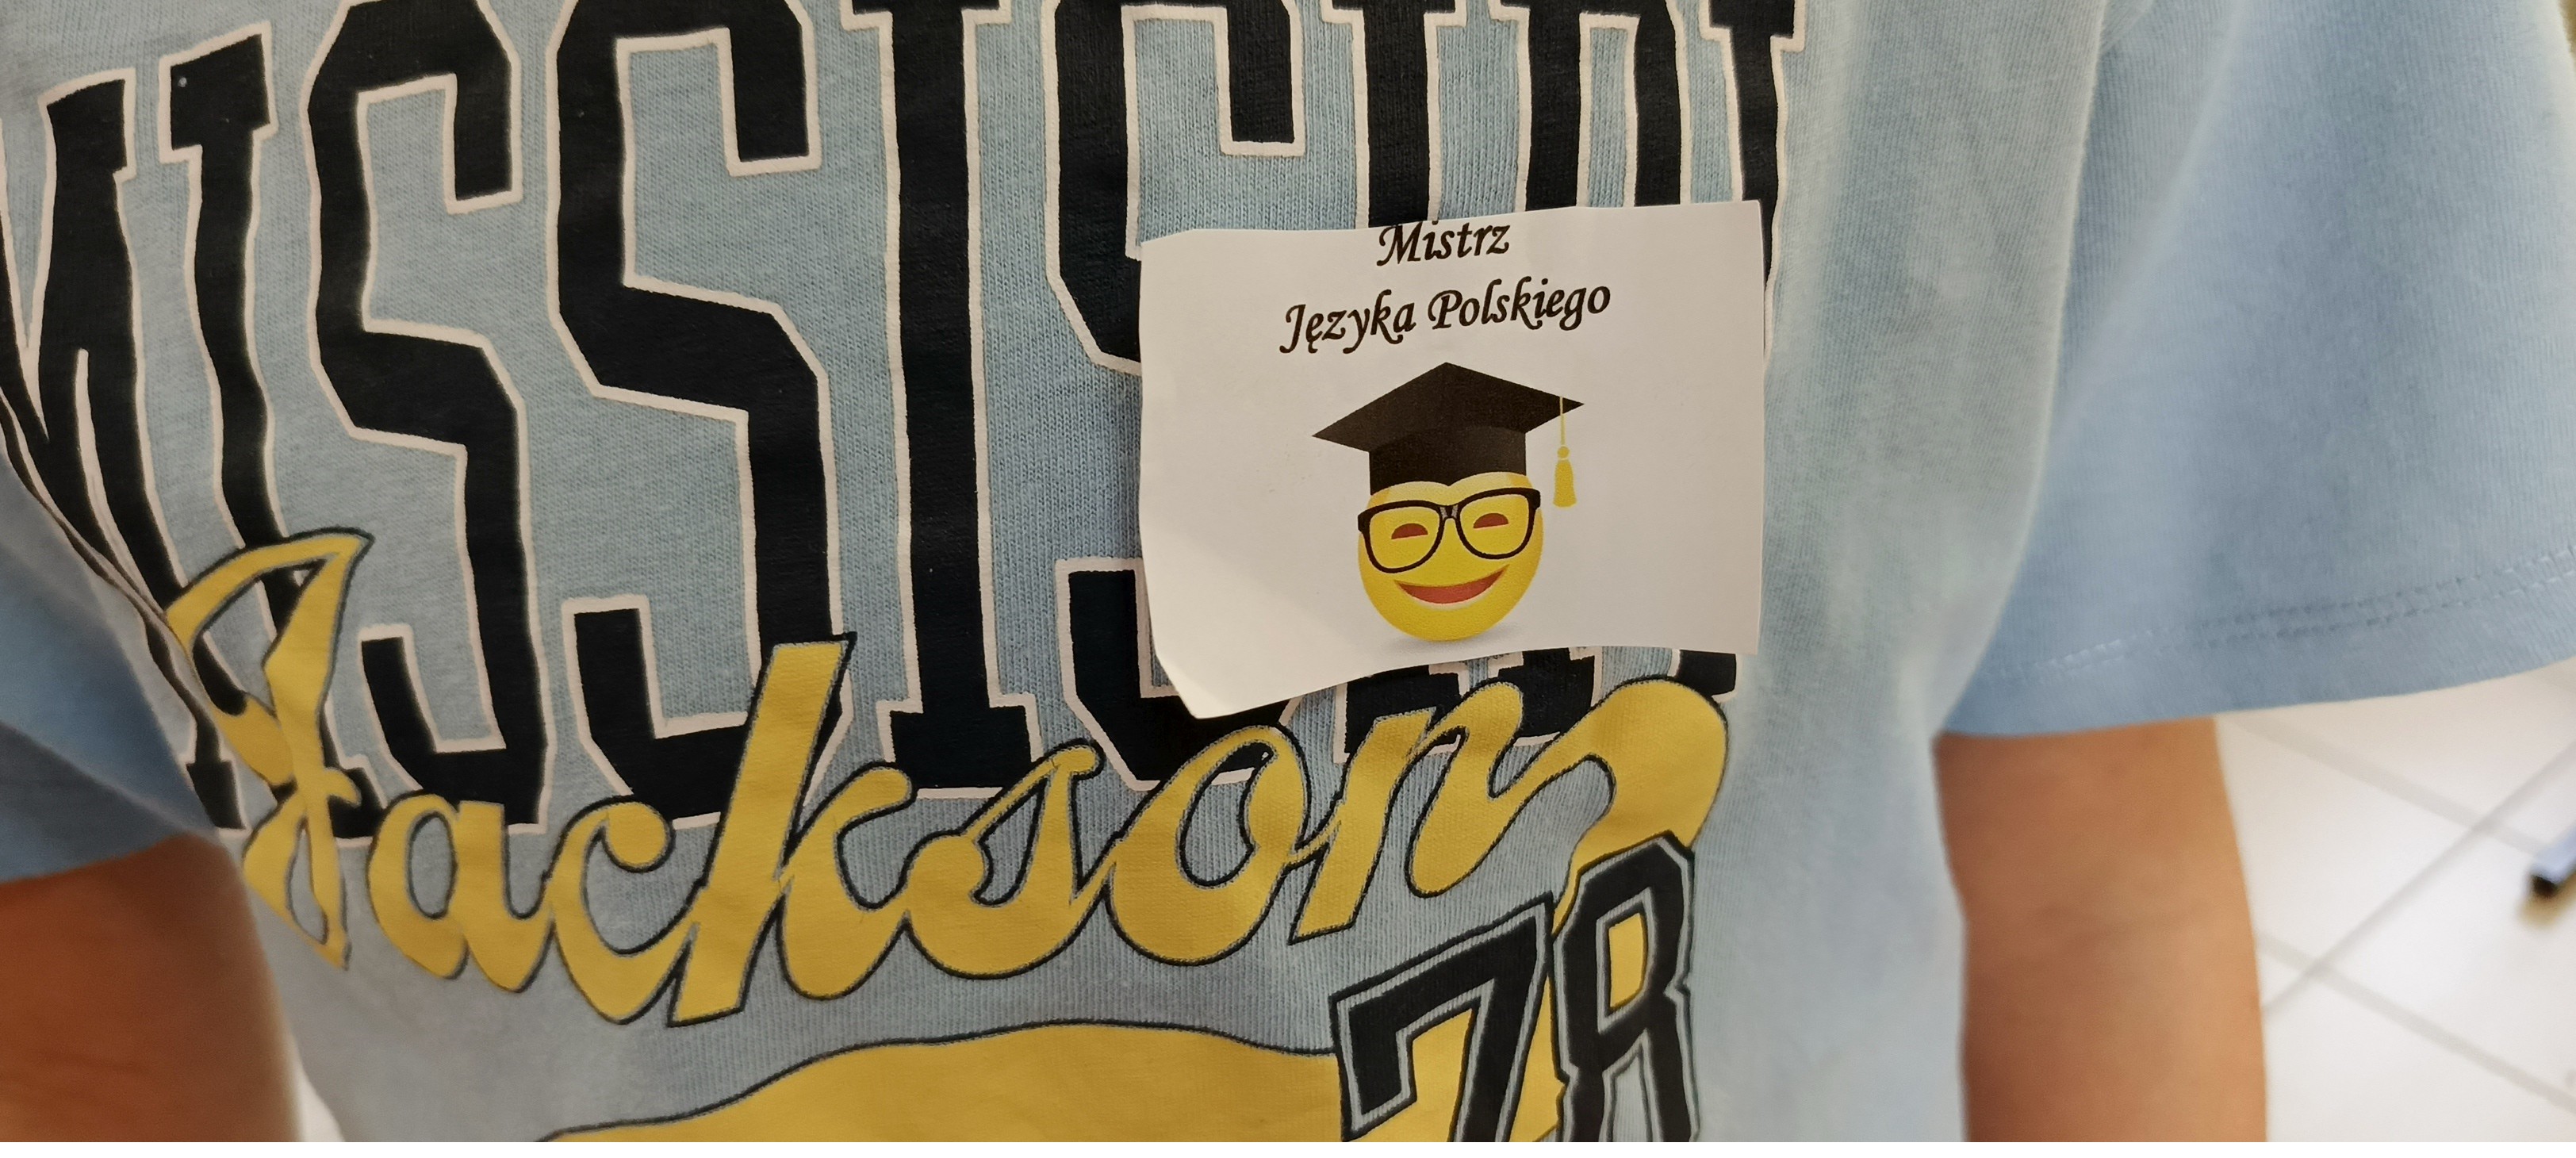 Mistrz
Języka Polskiego
Jackson
78